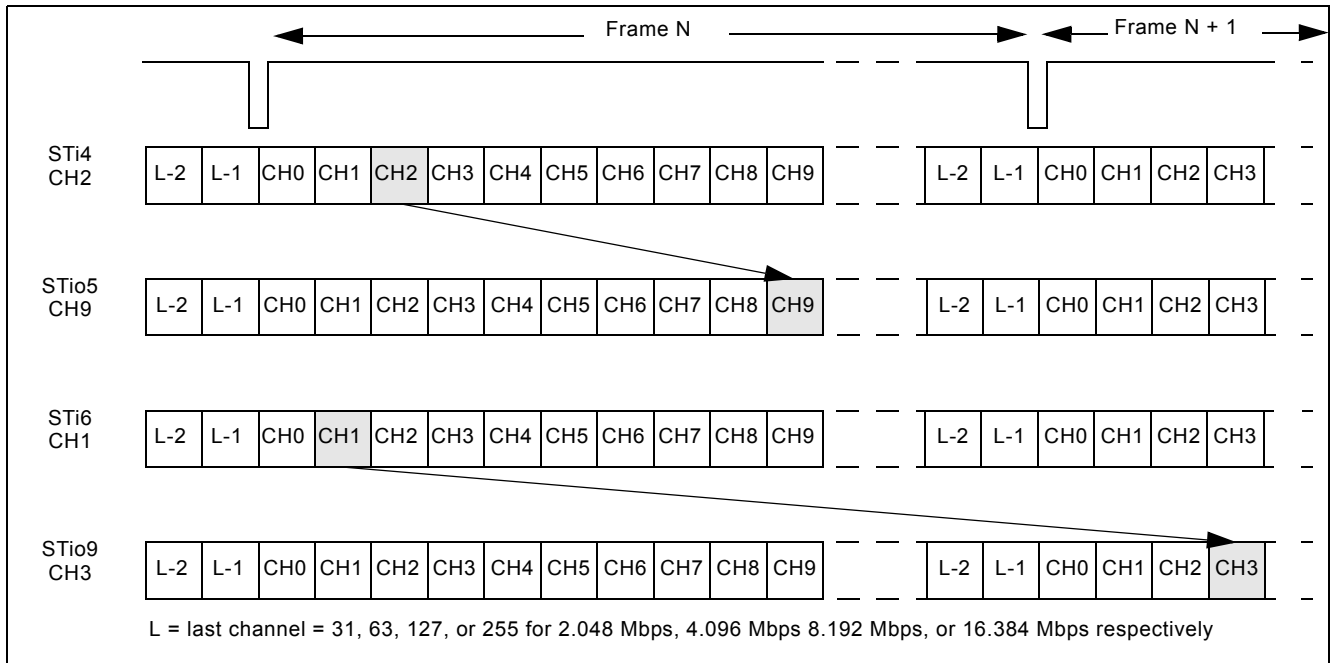 Frame N
Frame N + 1
STi4
CH2
L-2 L-1 CH0 CH1 CH2 CH3 CH4 CH5 CH6 CH7 CH8 CH9 L-2 L-1 CH0 CH1 CH2 CH3
STio5
CH9
L-2 L-1 CH0 CH1 CH2 CH3 CH4 CH5 CH6 CH7 CH8 CH9 L-2 L-1 CH0 CH1 CH2 CH3
STi6
CH1
L-2 L-1 CH0 CH1 CH2 CH3 CH4 CH5 CH6 CH7 CH8 CH9 L-2 L-1 CH0 CH1 CH2 CH3
STio9
CH3
L-2 L-1 CH0 CH1 CH2 CH3 CH4 CH5 CH6 CH7 CH8 CH9 L-2 L-1 CH0 CH1 CH2 CH3
L = last channel = 31, 63, 127, or 255 for 2.048 Mbps, 4.096 Mbps 8.192 Mbps, or 16.384 Mbps respectively